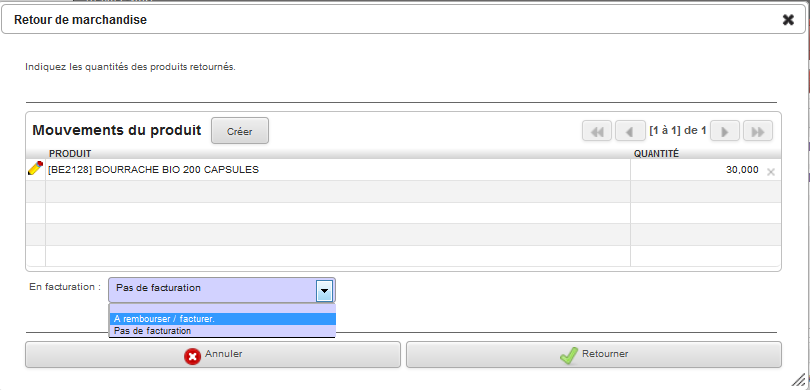 Retour de marchandise
Indiquez les quantités des produits retournés.
Mouvements du produit Créer [1 à 1] de 1
PRODUIT QUANTITÉ
[BE2128] BOURRACHE BIO 200 CAPSULES 30,000
En facturation : Pas de facturation
A rembourser / facturer.
Pas de facturation
Annuler Retourner